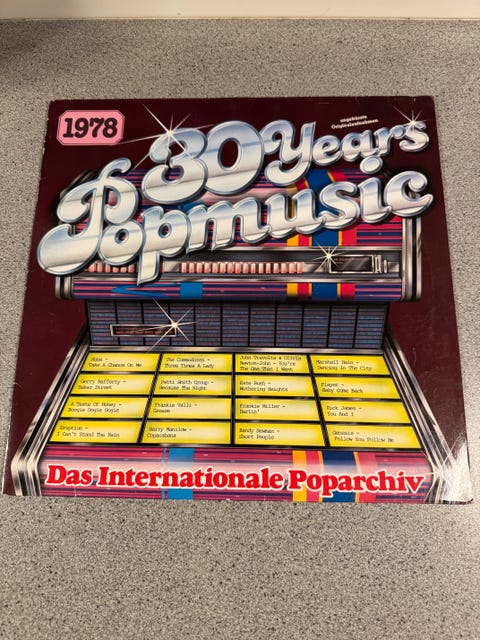 1978
ungekürzte
Originalaufnahmen
30 Years
Popmusic
Abba -
Take A Chance On Me
The Commodores -
Three Times A Lady
John Travolta & Olivia
Newton-John - You're
The One That I Want
Marshall Hain -
Dancing In The City
Gerry Rafferty -
Baker Street
Patti Smith Group -
Because The Night
Kate Bush -
Wuthering Heights
Player -
Baby Come Back
A Taste Of Honey -
Boogie Oogie Oogie
Frankie Valli -
Grease
Frankie Miller -
Darlin'
Rick James -
You And I
Eruption -
I Can't Stand The Rain
Barry Manilow -
Copacabana
Randy Newman -
Short People
Genesis -
Follow You Follow Me
Das Internationale Poparchiv